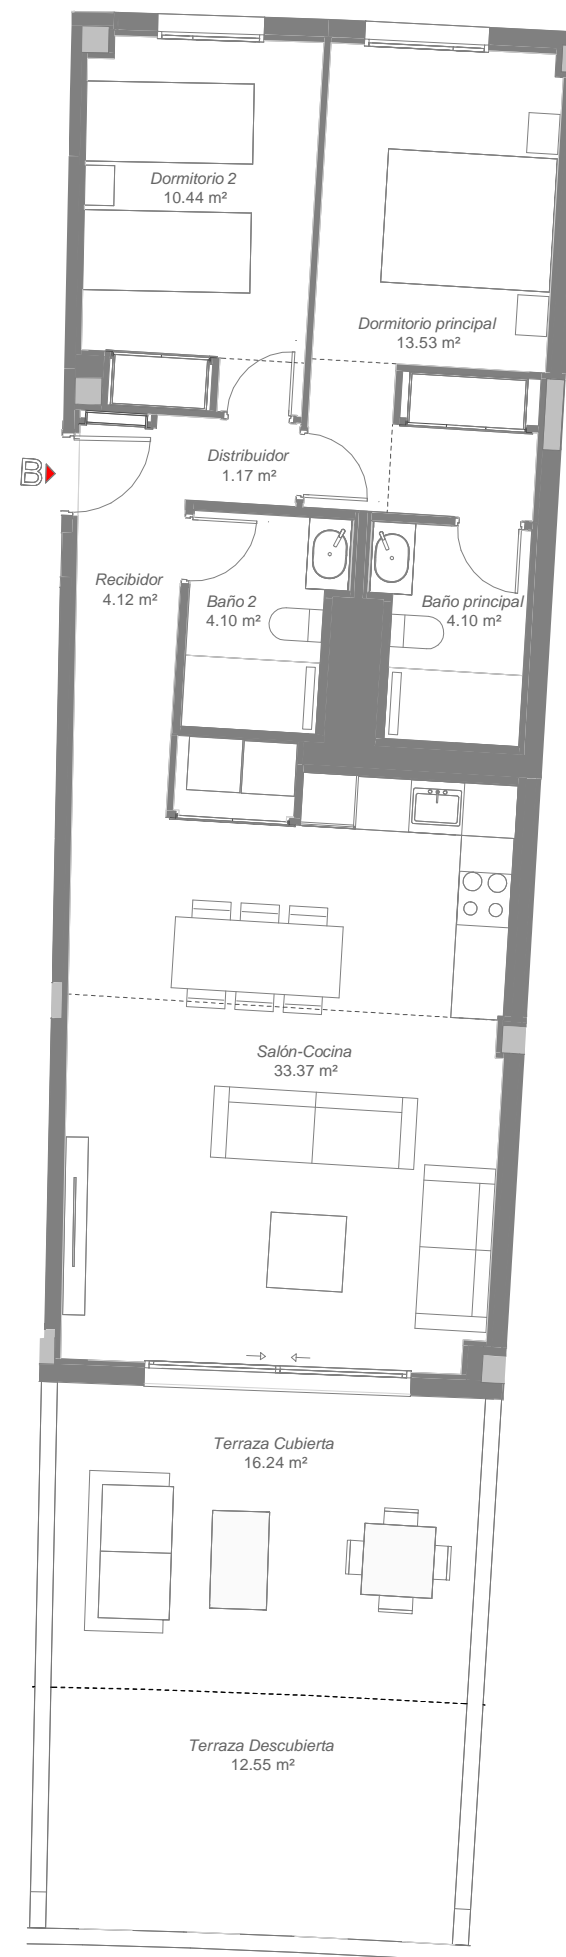 Dormitorio 2
10.44 m²
Dormitorio principal
13.53 m²
Distribuidor
1.17 m²
B
Recibidor
4.12 m²
Baño 2
4.10 m²
Baño principal
4.10 m²
Salón-Cocina
33.37 m²
Terraza Cubierta
16.24 m²
Terraza Descubierta
12.55 m²